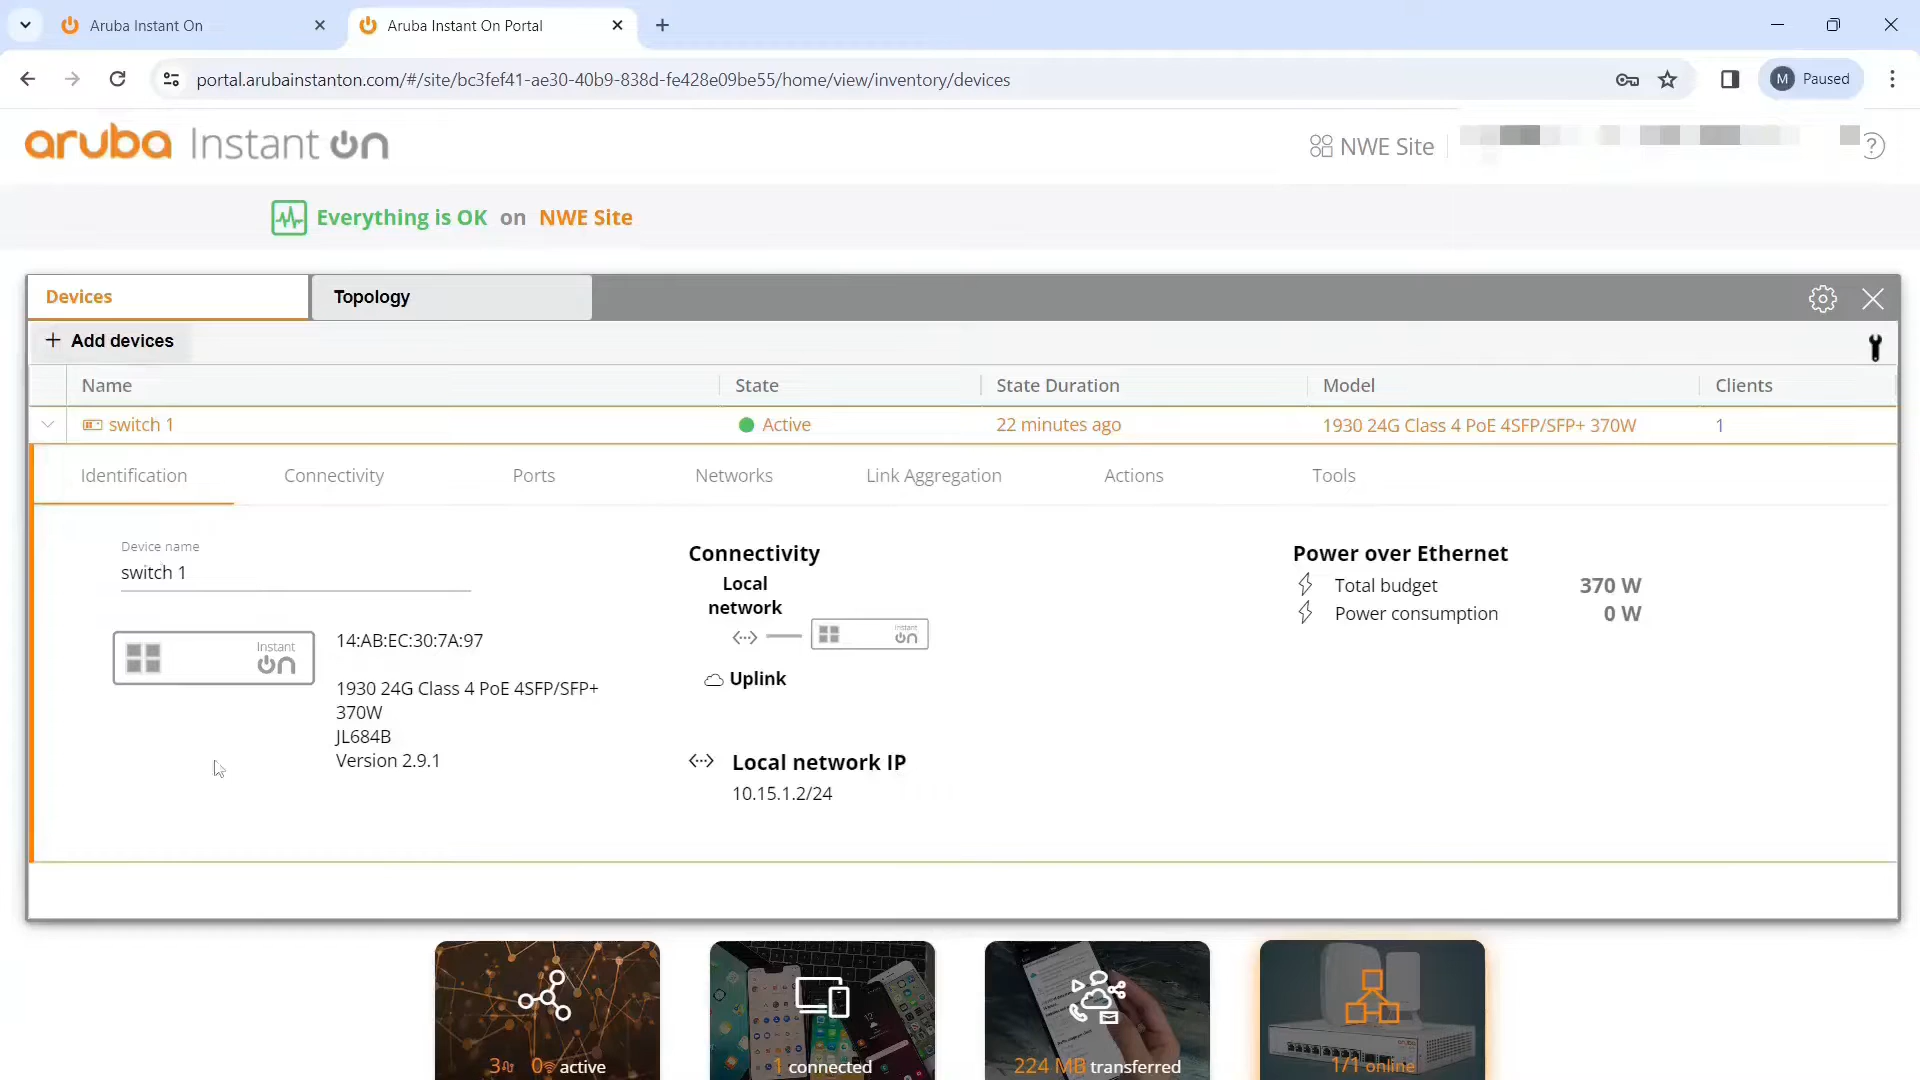 Aruba Instant On
Aruba Instant On Portal
portal.arubainstanton.com/#/site/bc3fef41-ae30-40b9-838d-fe428e09be55/home/view/inventory/devices
M Paused
aruba Instant On
NWE Site
?
Everything is OK on NWE Site
Devices
Topology
+ Add devices
Name State State Duration Model Clients
switch 1 Active 22 minutes ago 1930 24G Class 4 PoE 4SFP/SFP+ 370W 1
Identification Connectivity Ports Networks Link Aggregation Actions Tools
Device name
switch 1
Instant
On
14:AB:EC:30:7A:97
1930 24G Class 4 PoE 4SFP/SFP+
370W
JL684B
Version 2.9.1
Connectivity
Local
network
Instant
On
Uplink
Local network IP
10.15.1.2/24
Power over Ethernet
Total budget 370 W
Power consumption 0 W
3 0 active
1 connected
224 MB transferred
1/1 online